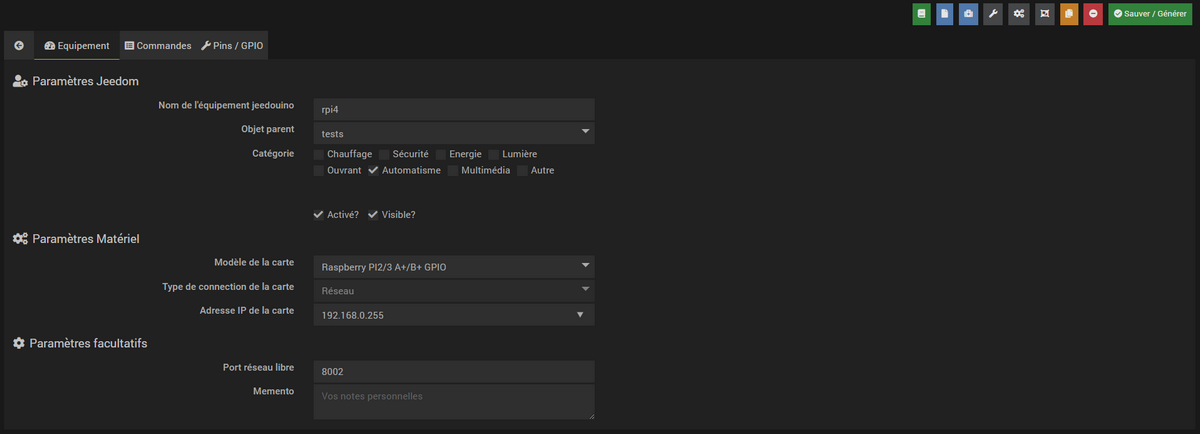 Sauver / Générer
Equipement Commandes Pins / GPIO
Paramètres Jeedom
Nom de l'équipement jeedouino rpi4
Objet parent tests
Catégorie Chauffage Sécurité Energie Lumière
Ouvrant Automatisme Multimédia Autre
Activé? Visible?
Paramètres Matériel
Modèle de la carte Raspberry PI2/3 A+/B+ GPIO
Type de connection de la carte Réseau
Adresse IP de la carte 192.168.0.255
Paramètres facultatifs
Port réseau libre 8002
Memento Vos notes personnelles